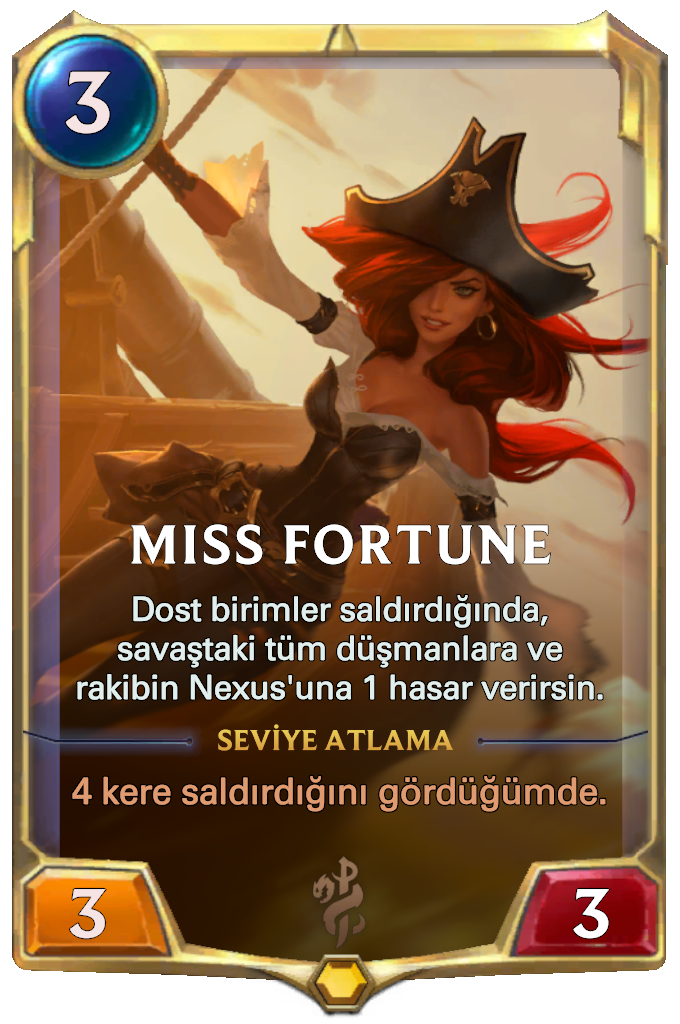 3
MISS FORTUNE
Dost birimler saldırdığında,
savaştaki tüm düşmanlara ve
rakibin Nexus'una 1 hasar verirsin.
SEVİYE ATLAMA
4 kere saldırdığını gördüğümde.
3
3